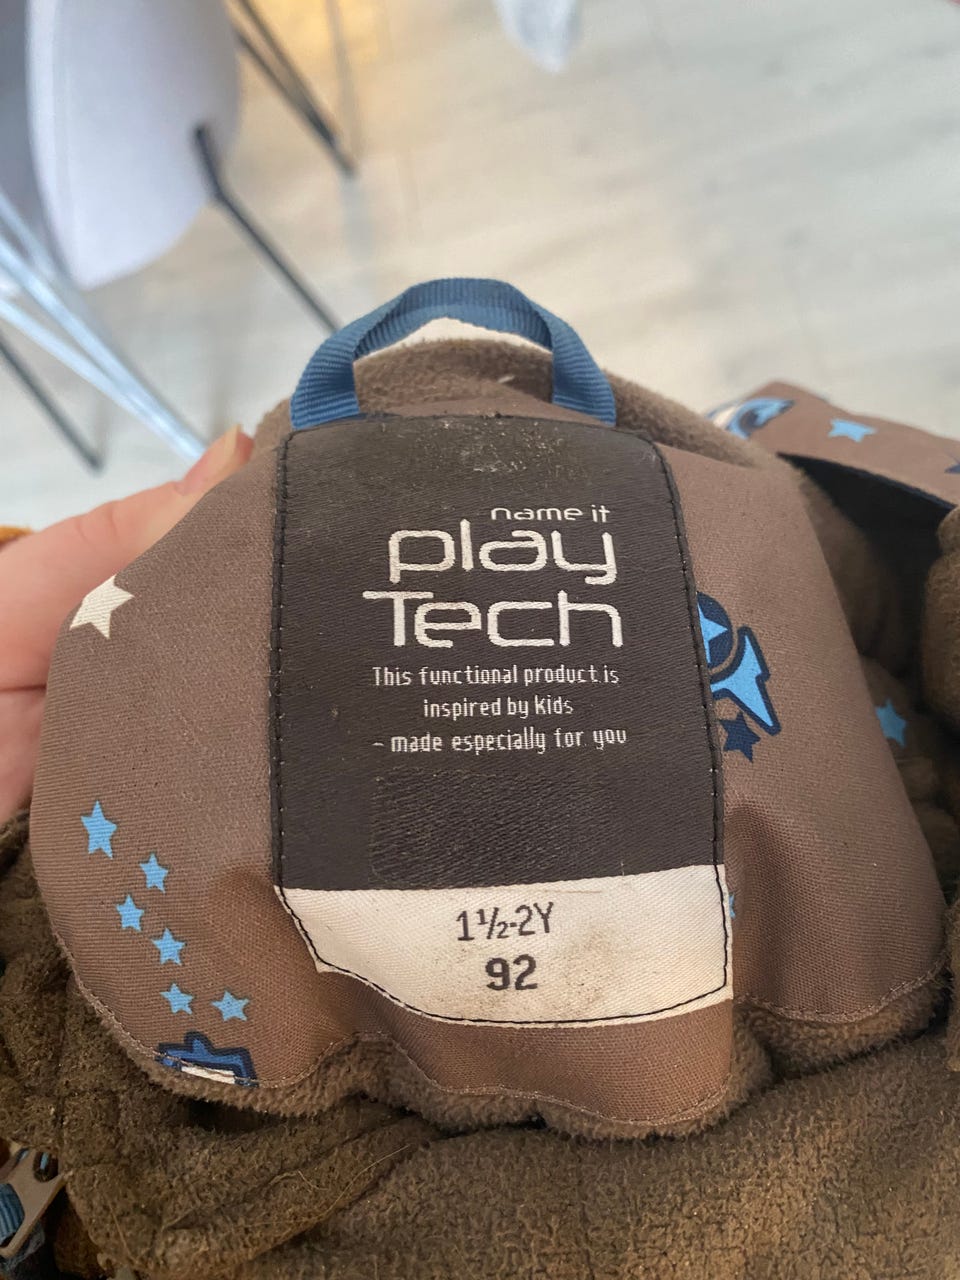 name it
play
Tech
This functional product is
inspired by kids
- made especially for you
1½-2Y
92